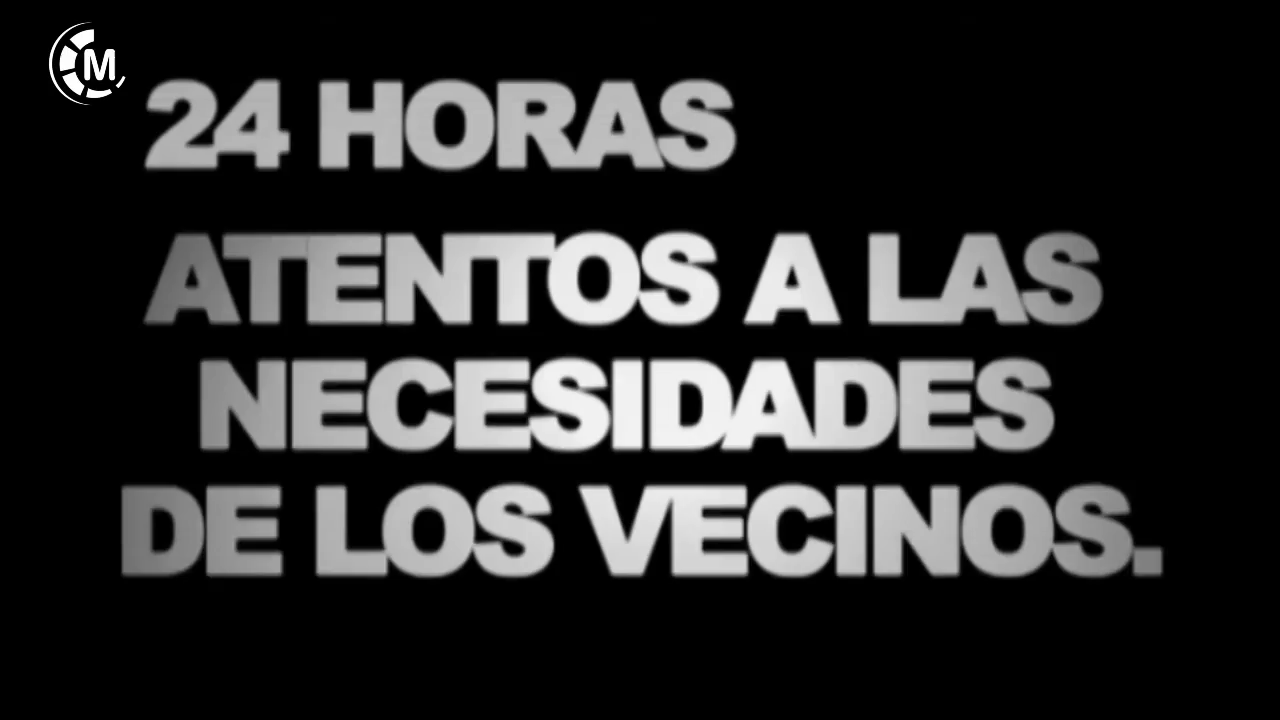 M
24 HORAS
ATENTOS A LAS
NECESIDADES
DE LOS VECINOS.